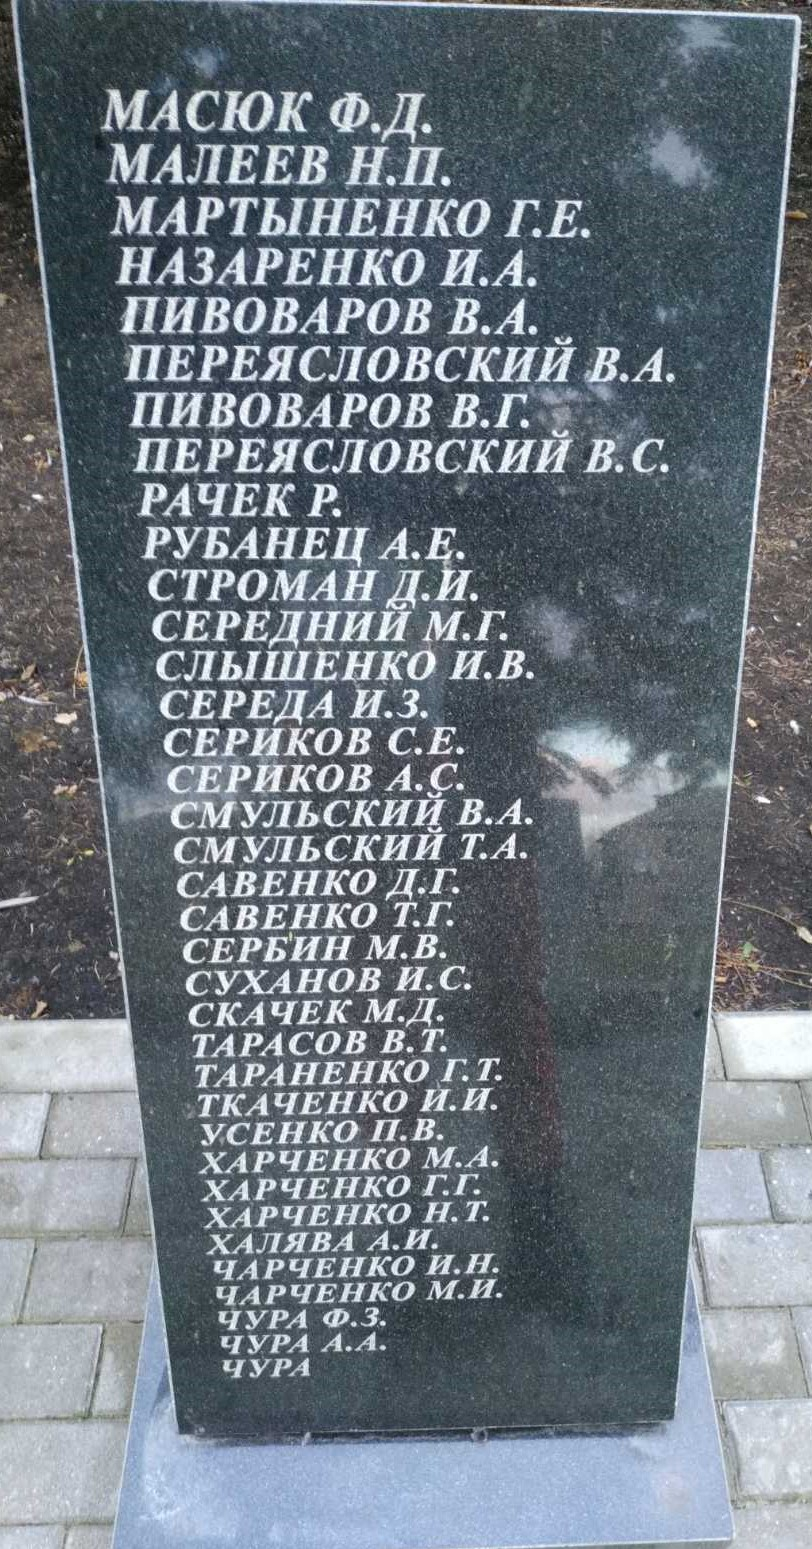 МАСЮК Ф.Д.
МАЛЕЕВ Н.П.
МАРТЫНЕНКО Г.Е.
НАЗАРЕНКО И.А.
ПИВОВАРОВ В.А.
ПЕРЕЯСЛОВСКИЙ В.А.
ПИВОВАРОВ В.Г.
ПЕРЕЯСЛОВСКИЙ В.С.
РАЧЕК Р.
РУБАНЕЦ А.Е.
СТРОМАН Д.И.
СЕРЕДНИЙ М.Г.
СЛЫШЕНКО И.В.
СЕРЕДА И.З.
СЕРИКОВ С.Е.
СЕРИКОВ А.С.
СМУЛЬСКИЙ В.А.
СМУЛЬСКИЙ Т.А.
САВЕНКО Д.Г.
САВЕНКО Т.Г.
СЕРБИН М.В.
СУХАНОВ И.С.
СКАЧЕК М.Д.
ТАРАСОВ В.Т.
ТАРАНЕНКО Г.Т.
ТКАЧЕНКО И.И.
УСЕНКО П.В.
ХАРЧЕНКО М.А.
ХАРЧЕНКО Г.Г.
ХАРЧЕНКО Н.Т.
ХАЛЯВА А.И.
ЧАРЧЕНКО И.Н.
ЧАРЧЕНКО М.И.
ЧУРА Ф.З.
ЧУРА А.А.
ЧУРА